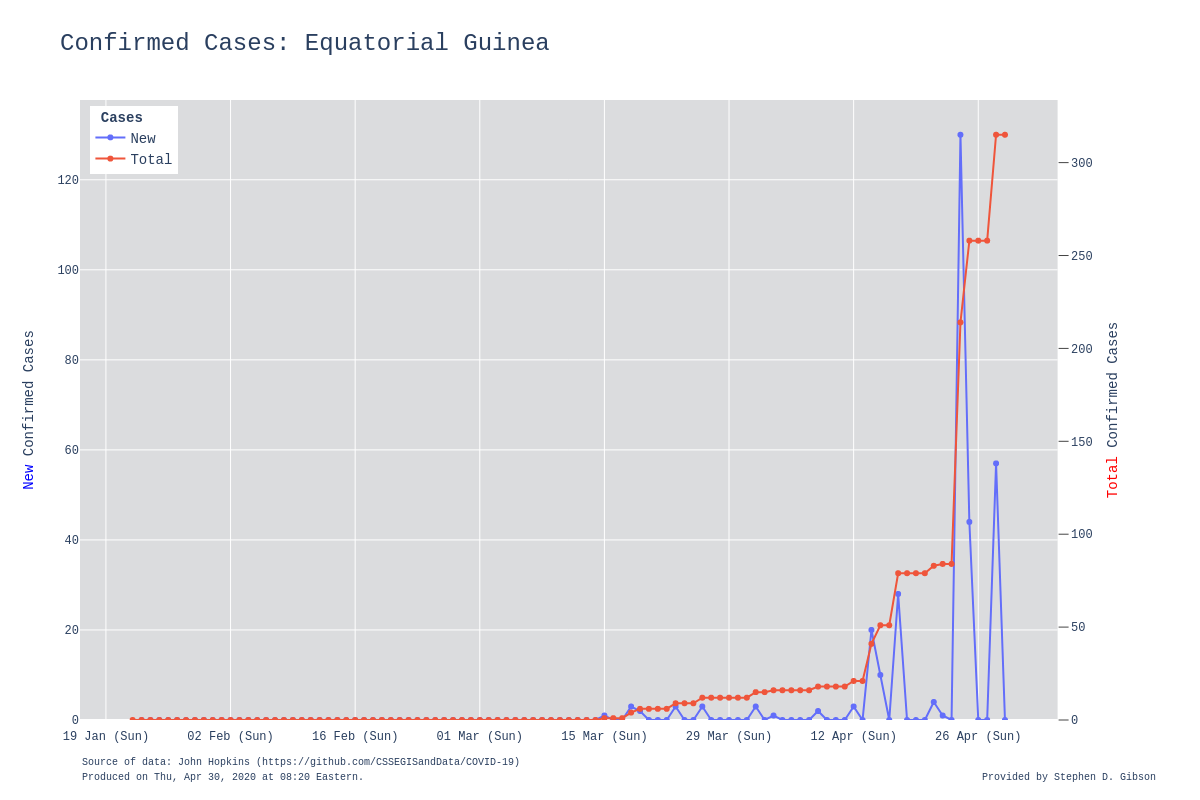 Confirmed Cases: Equatorial Guinea
Cases
New
Total
120
100
80
60
40
20
0
New Confirmed Cases
300
250
200
150
100
50
0
Total Confirmed Cases
19 Jan (Sun) 02 Feb (Sun) 16 Feb (Sun) 01 Mar (Sun) 15 Mar (Sun) 29 Mar (Sun) 12 Apr (Sun) 26 Apr (Sun)
Source of data: John Hopkins (https://github.com/CSSEGISandData/COVID-19)
Produced on Thu, Apr 30, 2020 at 08:20 Eastern.
Provided by Stephen D. Gibson